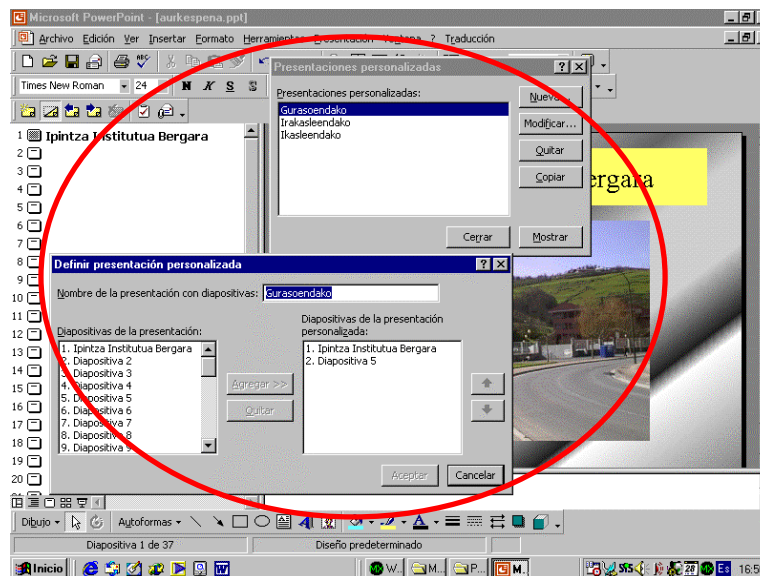 Microsoft PowerPoint - [aurkespena.ppt]
Archivo Edición Ver Insertar Formato Herramientas Presentación Ventana ? Traducción
Times New Roman 24 N K S S
Presentaciones personalizadas
Presentaciones personalizadas:
Gurasoendako
Irakasleendako
Ikasleendako
Nueva...
Modificar...
Quitar
Copiar
Cerrar Mostrar
ergara
1 Ipintza Institutua Bergara
2
3
4
5
6
7
8
9
10
11
12
13
14
15
16
17
18
19
20
Definir presentación personalizada
Nombre de la presentación con diapositivas: Gurasoendako
Diapositivas de la presentación:
1. Ipintza Institutua Bergara
2. Diapositiva 2
3. Diapositiva 3
4. Diapositiva 4
5. Diapositiva 5
6. Diapositiva 6
7. Diapositiva 7
8. Diapositiva 8
9. Diapositiva 9
Agregar >>
Quitar
Diapositivas de la presentación
personalizada:
1. Ipintza Institutua Bergara
2. Diapositiva 5
Aceptar Cancelar
Dibujo Autoformas
Diapositiva 1 de 37 Diseño predeterminado
Inicio W... M... P... M. Es 16:5